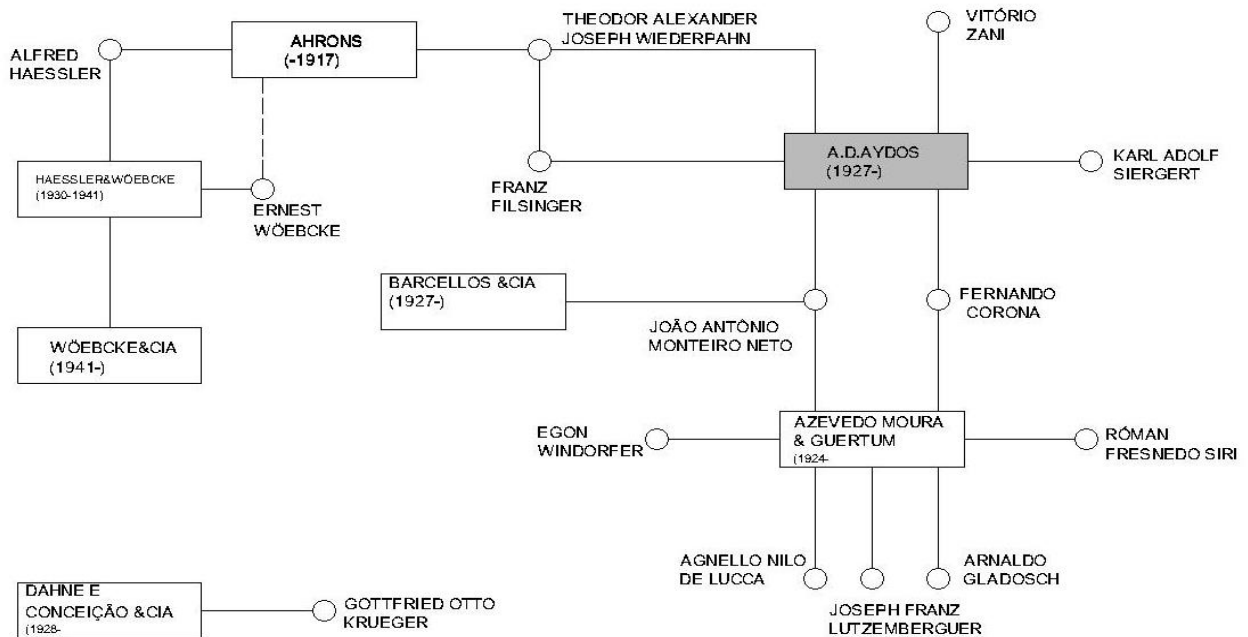 THEODOR ALEXANDER
JOSEPH WIEDERPAHN
VITÓRIO
ZANI
ALFRED
HAESSLER
AHRONS
(-1917)
A.D.AYDOS
(1927-)
KARL ADOLF
SIERGERT
HAESSLER&WÖEBCKE
(1930-1941)
FRANZ
FILSINGER
ERNEST
WÖEBCKE
BARCELLOS &CIA
(1927-)
FERNANDO
CORONA
JOÃO ANTÔNIO
MONTEIRO NETO
WÖEBCKE&CIA
(1941-)
EGON
WINDORFER
AZEVEDO MOURA
& GUERTUM
(1924-
RÓMAN
FRESNEDO SIRI
AGNELLO NILO
DE LUCCA
ARNALDO
GLADOSCH
JOSEPH FRANZ
LUTZEMBERGUER
DAHNE E
CONCEIÇÃO &CIA
(1928-
GOTTFRIED OTTO
KRUEGER